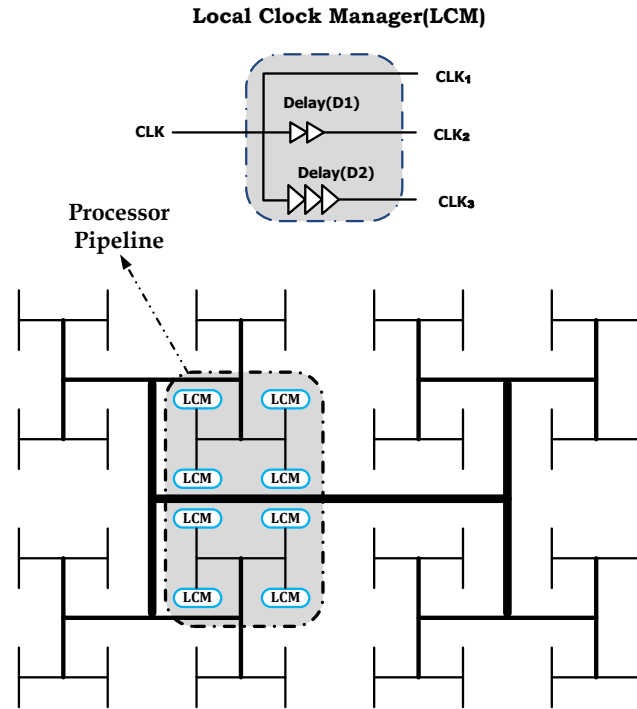 Local Clock Manager(LCM)
CLK₁
Delay(D1)
CLK
CLK₂
Delay(D2)
CLK₃
Processor
Pipeline
LCM
LCM
LCM
LCM
LCM
LCM
LCM
LCM